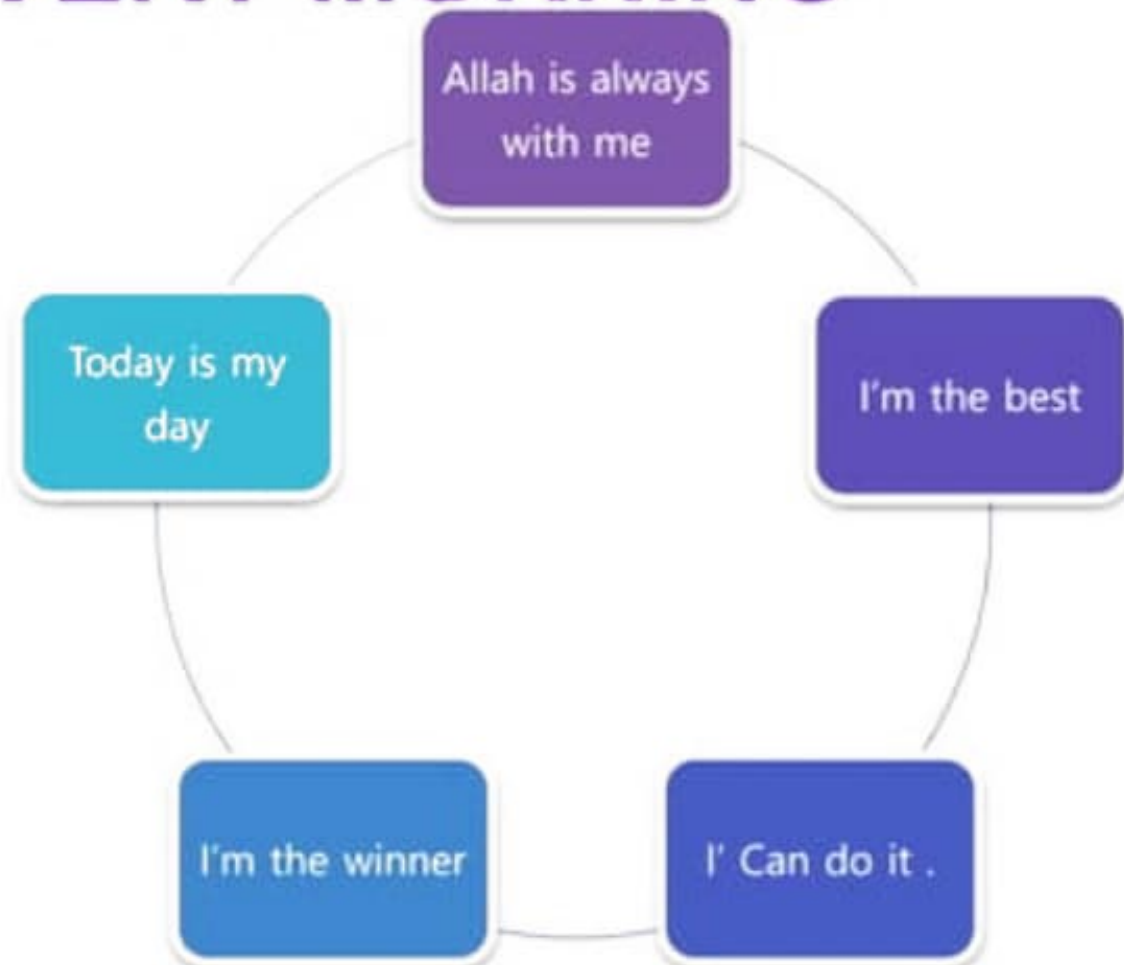 Allah is always
with me
I'm the best
I' Can do it .
I'm the winner
Today is my
day